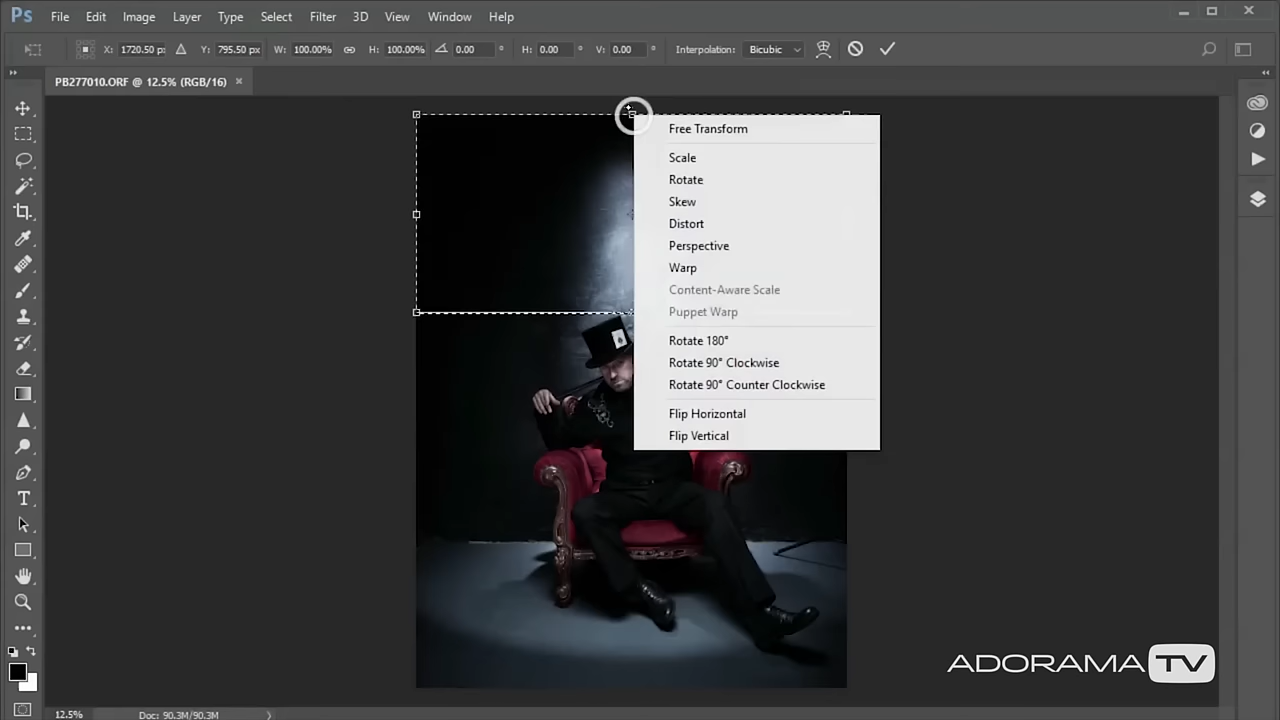 Ps File Edit Image Layer Type Select Filter 3D View Window Help
X: 1720.50 px Y: 795.50 px W: 100.00% H: 100.00% 0.00 ° H: 0.00 ° V: 0.00 ° Interpolation: Bicubic
PB277010.ORF @ 12.5% (RGB/16) ×
Free Transform
Scale
Rotate
Skew
Distort
Perspective
Warp
Content-Aware Scale
Puppet Warp
Rotate 180°
Rotate 90° Clockwise
Rotate 90° Counter Clockwise
Flip Horizontal
Flip Vertical
T
ADORAMA TV
12.5% Doc: 90.3M/90.3M